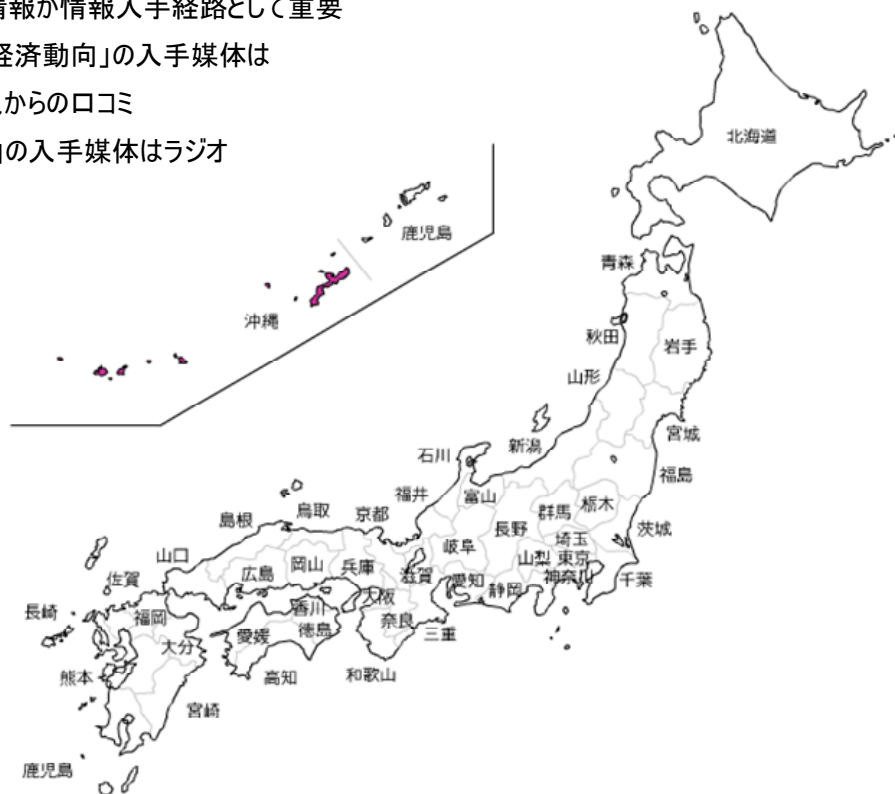 情報が情報入手経路として重要
経済動向」の入手媒体は
からの口コミ
の入手媒体はラジオ
北海道
鹿児島
沖縄
青森
秋田
岩手
山形
宮城
新潟
石川
福島
福井
富山
群馬
栃木
島根
鳥取
京都
長野
茨城
埼玉
岐阜
山口
広島
岡山
兵庫
滋賀
愛知
山梨
東京
神奈川
静岡
千葉
佐賀
長崎
福岡
大分
香川
大阪
愛媛
徳島
奈良
三重
熊本
高知
和歌山
宮崎
鹿児島